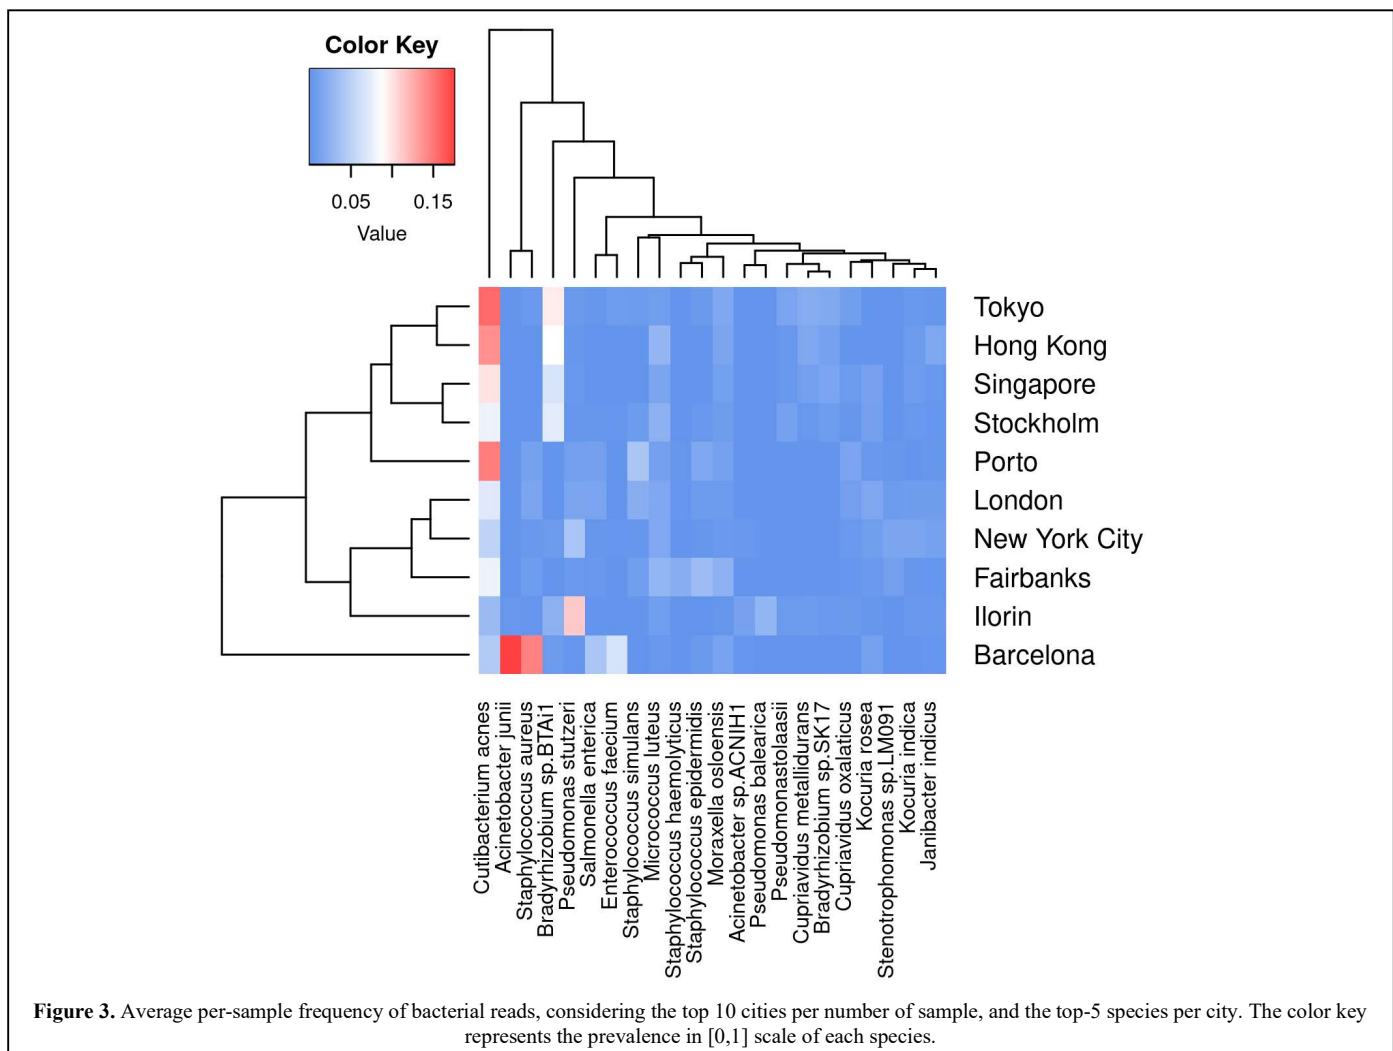 Color Key
0.05
0.15
Value
Tokyo
Hong Kong
Singapore
Stockholm
Porto
London
New York City
Fairbanks
Ilorin
Barcelona
Cutibacterium acnes
Acinetobacter junii
Staphylococcus aureus
Bradyrhizobium sp.BTAi1
Pseudomonas stutzeri
Salmonella enterica
Enterococcus faecium
Staphylococcus simulans
Micrococcus luteus
Staphylococcus haemolyticus
Staphylococcus epidermidis
Moraxella osloensis
Acinetobacter sp.ACNIH1
Pseudomonas balearica
Pseudomonastolaasii
Cupriavidus metallidurans
Bradyrhizobium sp.SK17
Cupriavidus oxalaticus
Kocuria rosea
Stenotrophomonas sp.LM091
Kocuria indica
Janibacter indicus
Figure 3. Average per-sample frequency of bacterial reads, considering the top 10 cities per number of sample, and the top-5 species per city. The color key
represents the prevalence in [0,1] scale of each species.